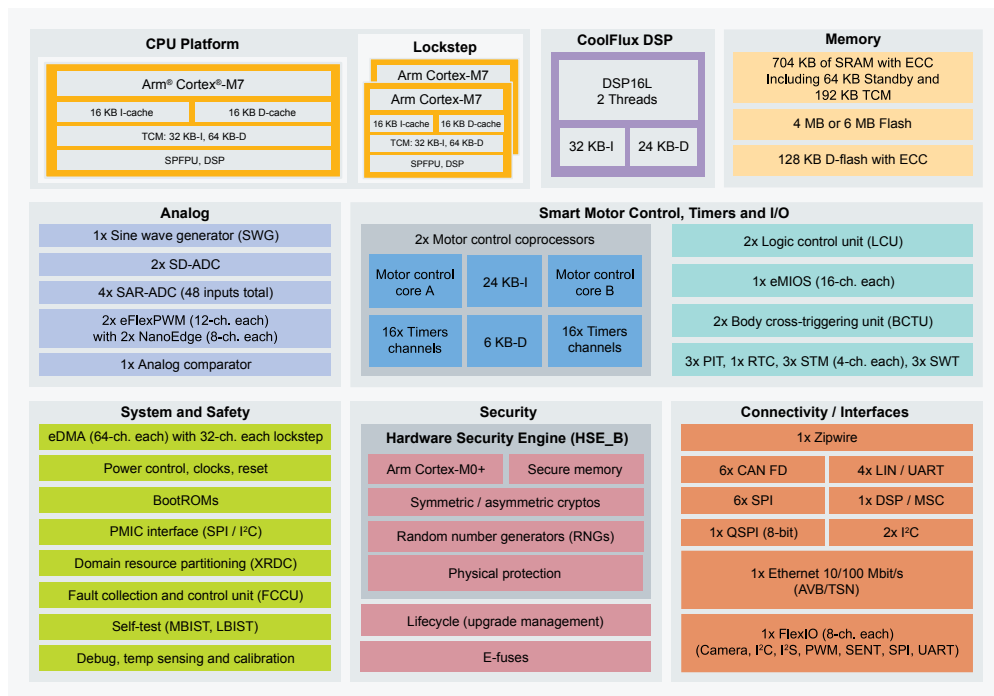 CPU Platform
Arm® Cortex®-M7
16 KB I-cache
16 KB D-cache
TCM: 32 KB-I, 64 KB-D
SPFPU, DSP
Lockstep
Arm Cortex-M7
Arm Cortex-M7
16 KB I-cache
16 KB D-cache
TCM: 32 KB-I, 64 KB-D
SPFPU, DSP
CoolFlux DSP
DSP16L
2 Threads
32 KB-I
24 KB-D
Memory
704 KB of SRAM with ECC
Including 64 KB Standby and
192 KB TCM
4 MB or 6 MB Flash
128 KB D-flash with ECC
Analog
1x Sine wave generator (SWG)
2x SD-ADC
4x SAR-ADC (48 inputs total)
2x eFlexPWM (12-ch. each)
with 2x NanoEdge (8-ch. each)
1x Analog comparator
Smart Motor Control, Timers and I/O
2x Motor control coprocessors
Motor control
core A
24 KB-I
Motor control
core B
16x Timers
channels
6 KB-D
16x Timers
channels
2x Logic control unit (LCU)
1x eMIOS (16-ch. each)
2x Body cross-triggering unit (BCTU)
3x PIT, 1x RTC, 3x STM (4-ch. each), 3x SWT
System and Safety
eDMA (64-ch. each) with 32-ch. each lockstep
Power control, clocks, reset
BootROMs
PMIC interface (SPI / I²C)
Domain resource partitioning (XRDC)
Fault collection and control unit (FCCU)
Self-test (MBIST, LBIST)
Debug, temp sensing and calibration
Security
Hardware Security Engine (HSE_B)
Arm Cortex-M0+
Secure memory
Symmetric / asymmetric cryptos
Random number generators (RNGs)
Physical protection
Lifecycle (upgrade management)
E-fuses
Connectivity / Interfaces
1x Zipwire
6x CAN FD
4x LIN / UART
6x SPI
1x DSP / MSC
1x QSPI (8-bit)
2x I²C
1x Ethernet 10/100 Mbit/s
(AVB/TSN)
1x FlexIO (8-ch. each)
(Camera, I²C, I²S, PWM, SENT, SPI, UART)